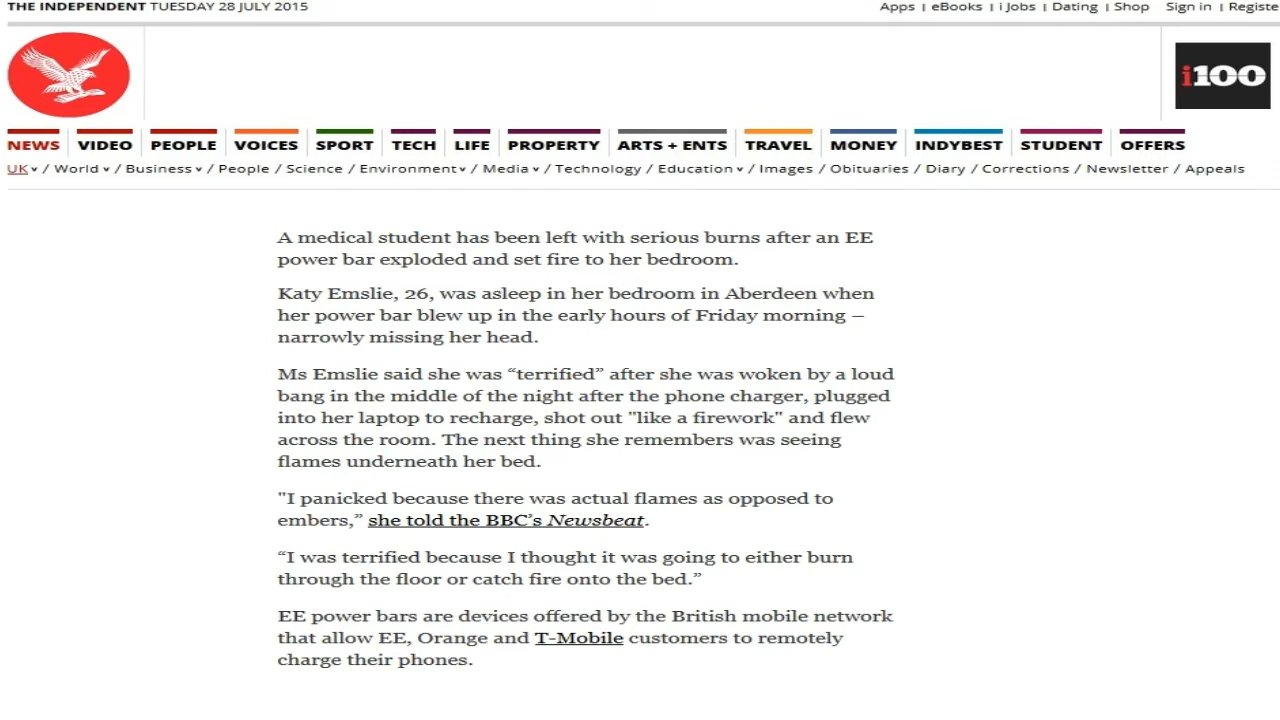 THE INDEPENDENT TUESDAY 28 JULY 2015
Apps | eBooks | i Jobs | Dating | Shop Sign in | Registe
i100
NEWS VIDEO PEOPLE VOICES SPORT TECH LIFE PROPERTY ARTS + ENTS TRAVEL MONEY INDYBEST STUDENT OFFERS
UK / World / Business / People / Science / Environment / Media / Technology / Education / Images / Obituaries / Diary / Corrections / Newsletter / Appeals
A medical student has been left with serious burns after an EE
power bar exploded and set fire to her bedroom.
Katy Emslie, 26, was asleep in her bedroom in Aberdeen when
her power bar blew up in the early hours of Friday morning –
narrowly missing her head.
Ms Emslie said she was “terrified” after she was woken by a loud
bang in the middle of the night after the phone charger, plugged
into her laptop to recharge, shot out "like a firework" and flew
across the room. The next thing she remembers was seeing
flames underneath her bed.
"I panicked because there was actual flames as opposed to
embers,” she told the BBC’s Newsbeat.
“I was terrified because I thought it was going to either burn
through the floor or catch fire onto the bed.”
EE power bars are devices offered by the British mobile network
that allow EE, Orange and T-Mobile customers to remotely
charge their phones.